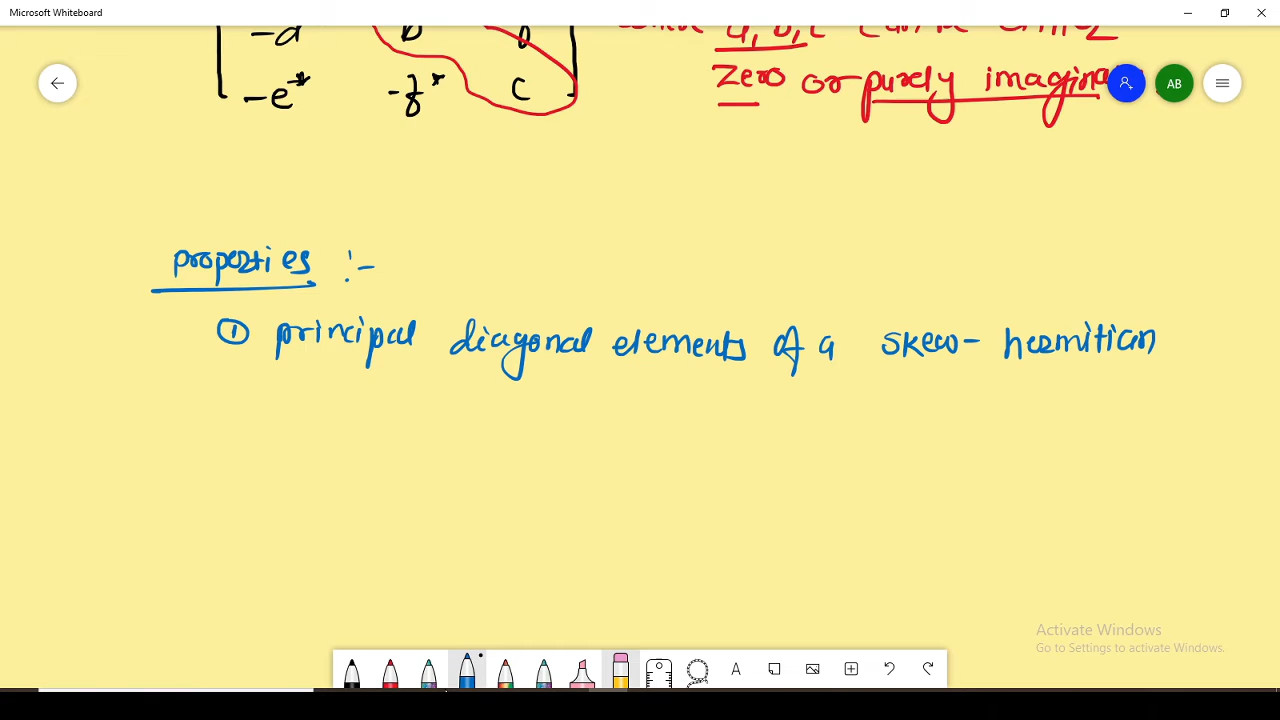 Microsoft Whiteboard
-d* b f
a, b, c
-e* -f* c
zero or purely imagina
AB
properties :-
① principal diagonal elements of a skew-hermitian
Activate Windows
Go to Settings to activate Windows.
A